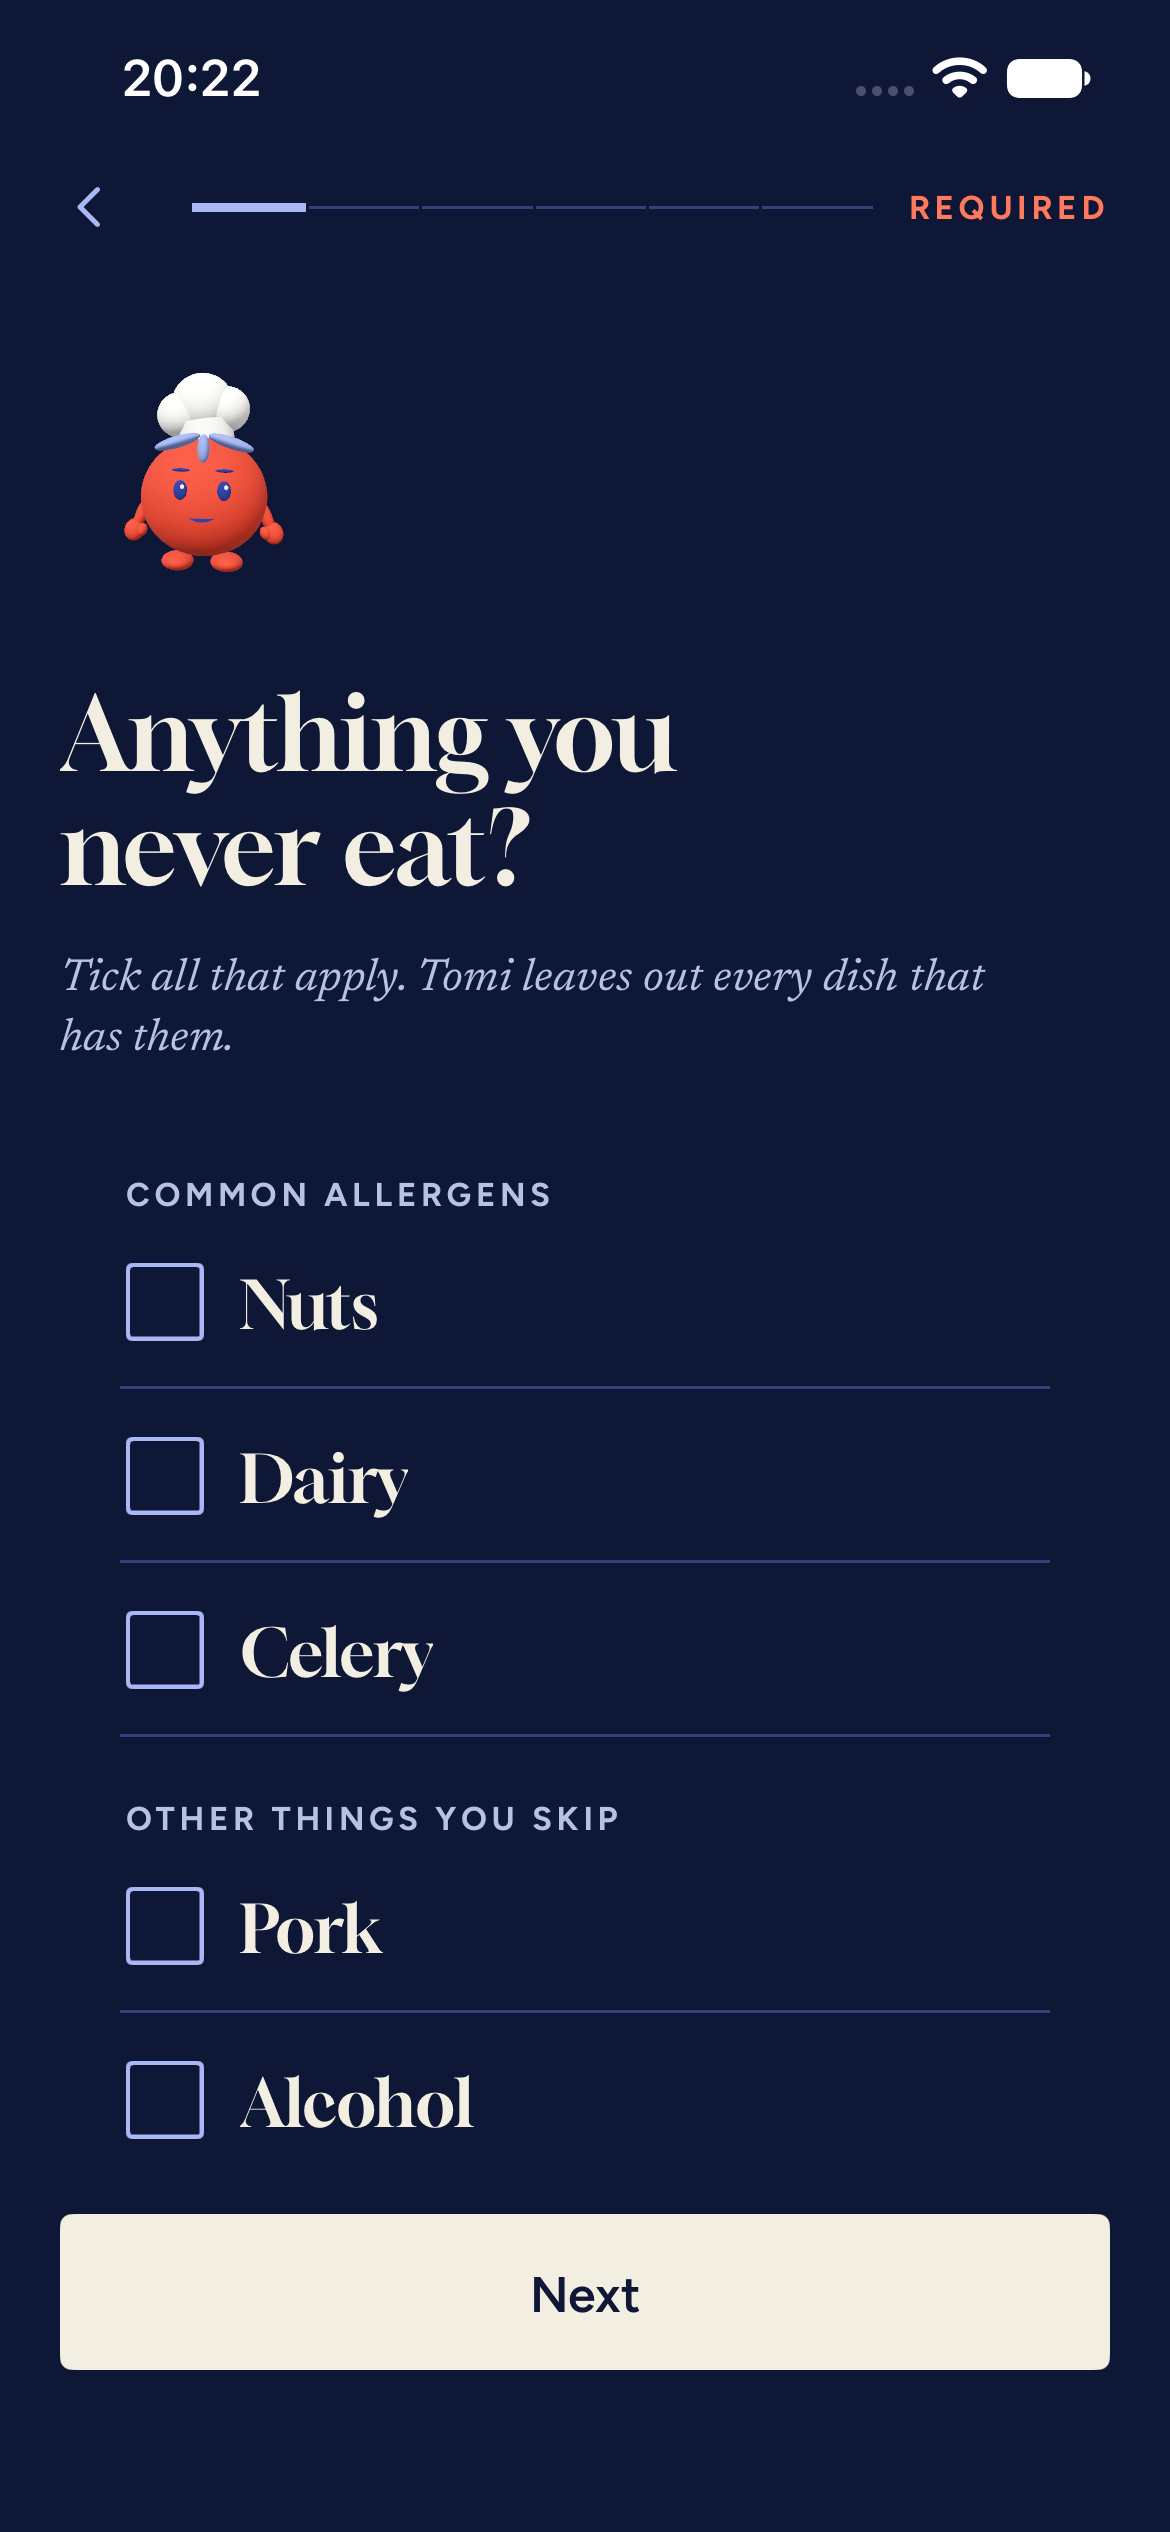 20:22
REQUIRED
Anything you
never eat?
Tick all that apply. Tomi leaves out every dish that
has them.
COMMON ALLERGENS
Nuts
Dairy
Celery
OTHER THINGS YOU SKIP
Pork
Alcohol
Next